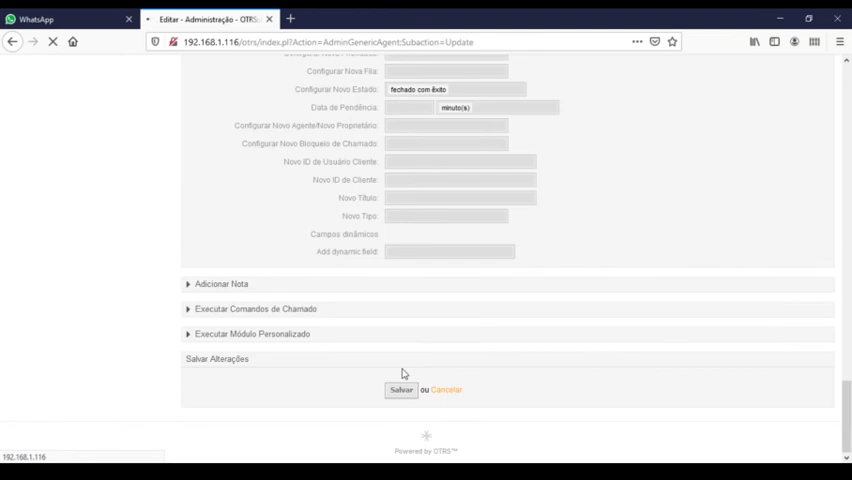 WhatsApp
Editar - Administração - OTRS
192.168.1.116/otrs/index.pl?Action=AdminGenericAgent;Subaction=Update
Configurar Nova Fila:
Configurar Novo Estado: fechado com êxito
Data de Pendência: minuto(s)
Configurar Novo Agente/Novo Proprietário:
Configurar Novo Bloqueio de Chamado:
Novo ID de Usuário Cliente:
Novo ID de Cliente:
Novo Título:
Novo Tipo:
Campos dinâmicos
Add dynamic field:
Adicionar Nota
Executar Comandos de Chamado
Executar Módulo Personalizado
Salvar Alterações
Salvar ou Cancelar
Powered by OTRS™
192.168.1.116